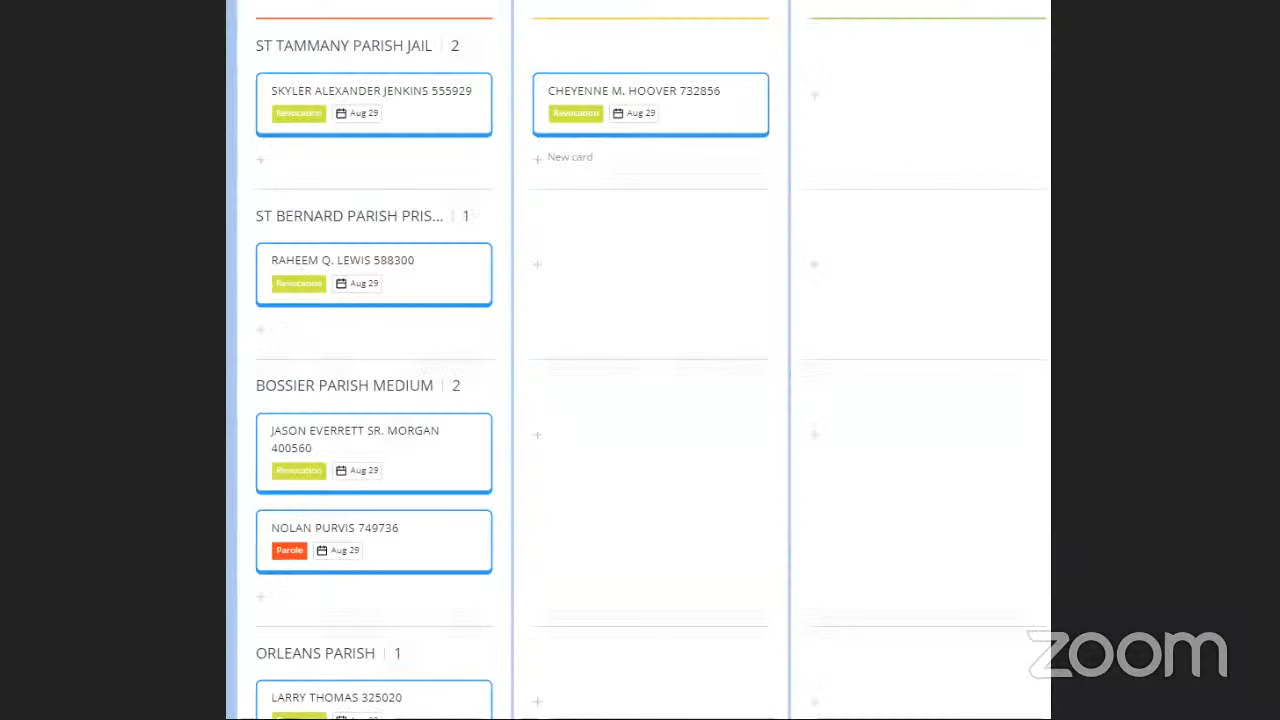 ST TAMMANY PARISH JAIL 2
SKYLER ALEXANDER JENKINS 555929
Revocation Aug 29
CHEYENNE M. HOOVER 732856
Revocation Aug 29
New card
ST BERNARD PARISH PRIS... 1
RAHEEM Q. LEWIS 588300
Revocation Aug 29
BOSSIER PARISH MEDIUM 2
JASON EVERRETT SR. MORGAN
400560
Revocation Aug 29
NOLAN PURVIS 749736
Parole Aug 29
ORLEANS PARISH 1
LARRY THOMAS 325020
zoom